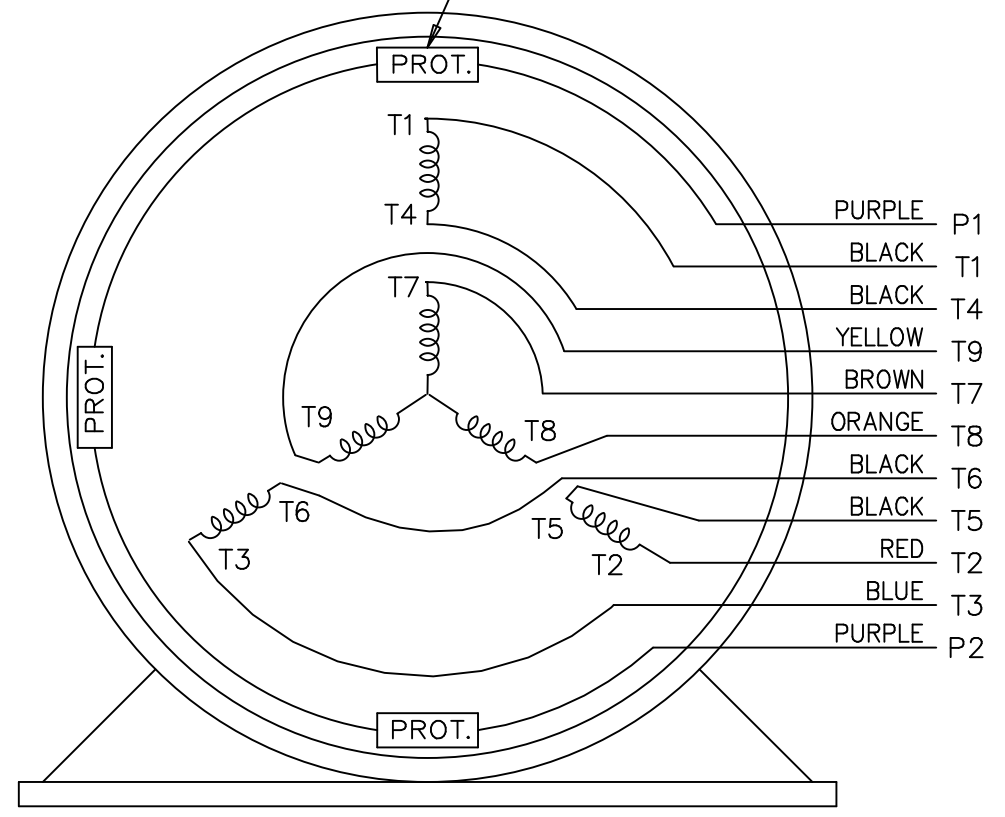 PROT.
T1
T4
T7
PROT.
T9
T8
T6
T5
T3
T2
PROT.
PURPLE P1
BLACK T1
BLACK T4
YELLOW T9
BROWN T7
ORANGE T8
BLACK T6
BLACK T5
RED T2
BLUE T3
PURPLE P2